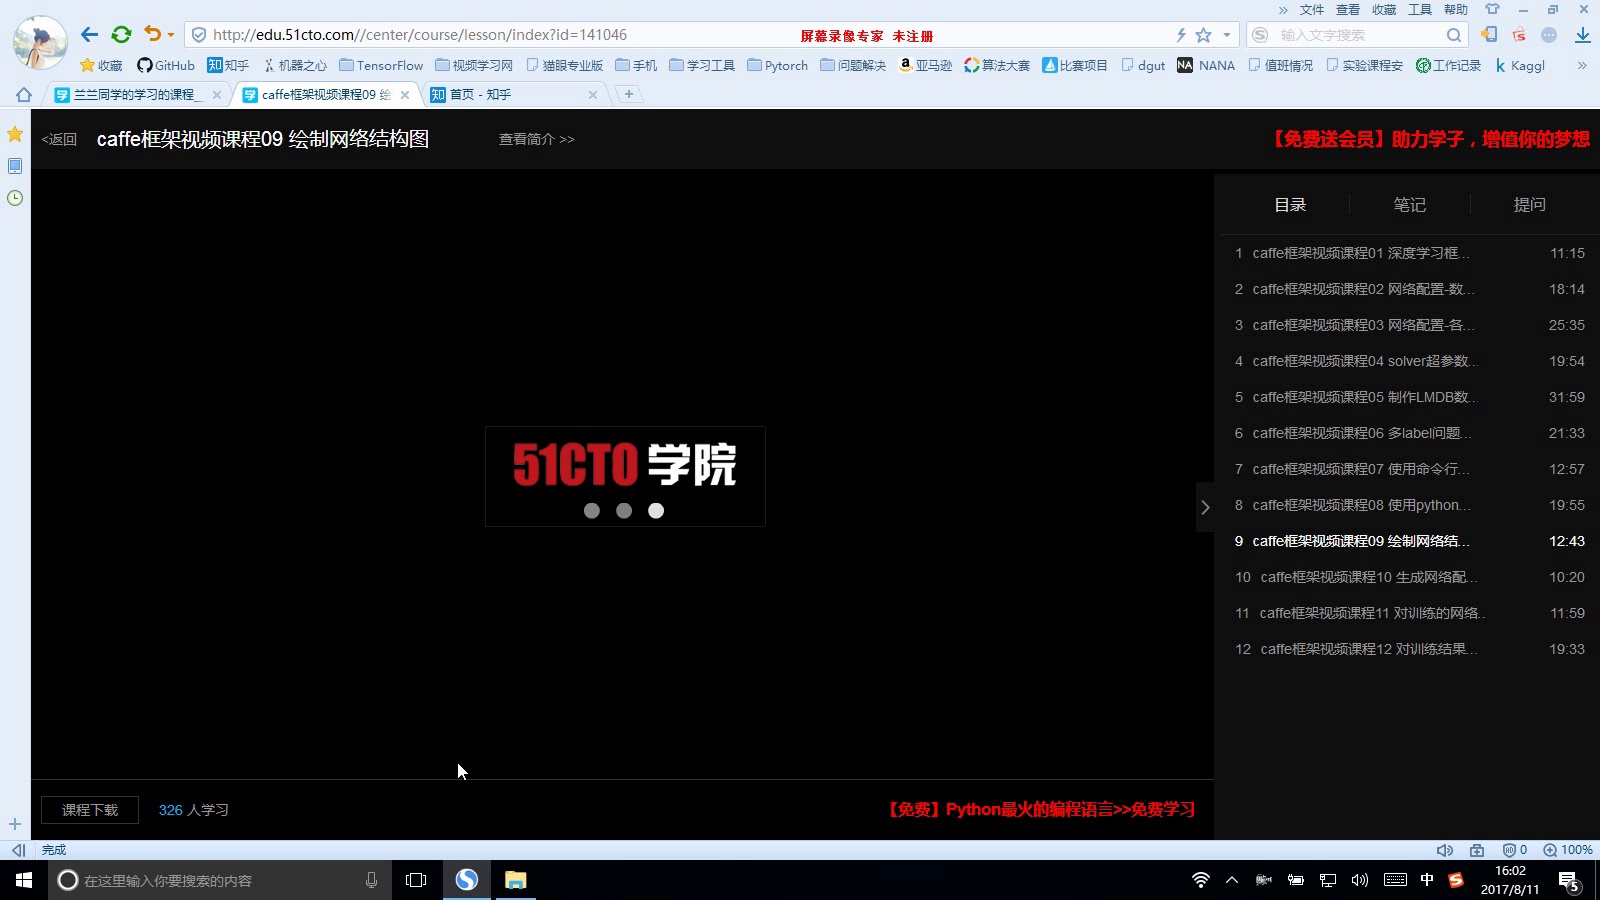 » 文件 查看 收藏 工具 帮助
http://edu.51cto.com//center/course/lesson/index?id=141046
屏幕录像专家 未注册
输入文字搜索
收藏 GitHub 知乎 机器之心 TensorFlow 视频学习网 猫眼专业版 手机 学习工具 Pytorch 问题解决 亚马逊 算法大赛 比赛项目 dgut NANA 值班情况 实验课程安 工作记录 Kaggl »
兰兰同学的学习的课程_
caffe框架视频课程09 绘
首页 - 知乎
<返回 caffe框架视频课程09 绘制网络结构图 查看简介 >>
【免费送会员】助力学子，增值你的梦想
目录 笔记 提问
1 caffe框架视频课程01 深度学习框... 11:15
2 caffe框架视频课程02 网络配置-数... 18:14
3 caffe框架视频课程03 网络配置-各... 25:35
4 caffe框架视频课程04 solver超参数... 19:54
5 caffe框架视频课程05 制作LMDB数... 31:59
6 caffe框架视频课程06 多label问题... 21:33
7 caffe框架视频课程07 使用命令行... 12:57
8 caffe框架视频课程08 使用python... 19:55
9 caffe框架视频课程09 绘制网络结... 12:43
10 caffe框架视频课程10 生成网络配... 10:20
11 caffe框架视频课程11 对训练的网络.. 11:59
12 caffe框架视频课程12 对训练结果... 19:33
51CTO 学院
课程下载 326 人学习
【免费】Python最火的编程语言>>免费学习
完成
0 100%
在这里输入你要搜索的内容
中
16:02
2017/8/11
5